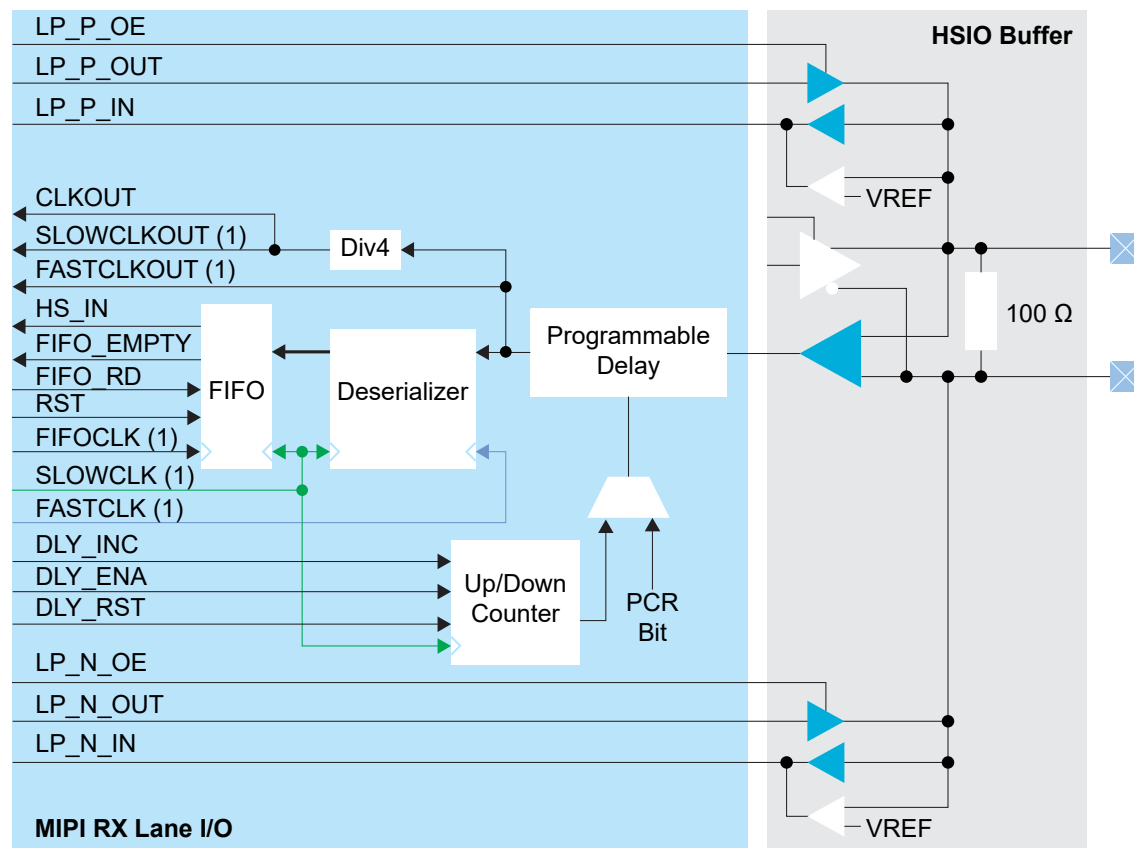 LP_P_OE
HSIO Buffer
LP_P_OUT
LP_P_IN
VREF
CLKOUT
SLOWCLKOUT (1)
Div4
FASTCLKOUT (1)
HS_IN
100 Ω
Programmable
Delay
FIFO_EMPTY
FIFO_RD
FIFO
Deserializer
RST
FIFOCLK (1)
SLOWCLK (1)
FASTCLK (1)
DLY_INC
DLY_ENA
DLY_RST
Up/Down
Counter
PCR
Bit
LP_N_OE
LP_N_OUT
LP_N_IN
VREF
MIPI RX Lane I/O